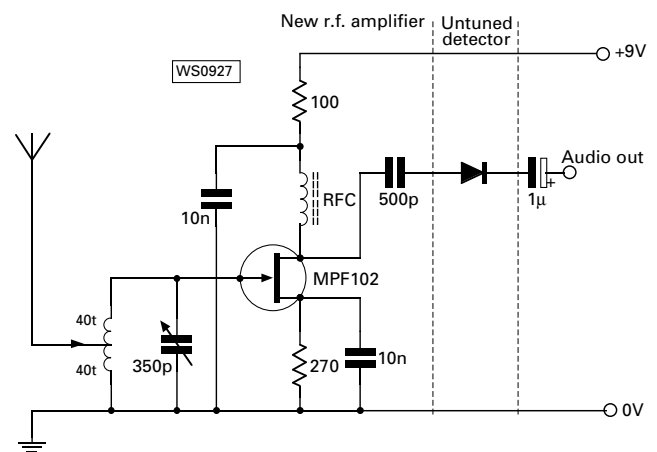 New r.f. amplifier
Untuned
detector
+9V
WS0927
100
Audio out
10n
RFC
500p
+
1µ
MPF102
40t
40t
350p
270
10n
0V